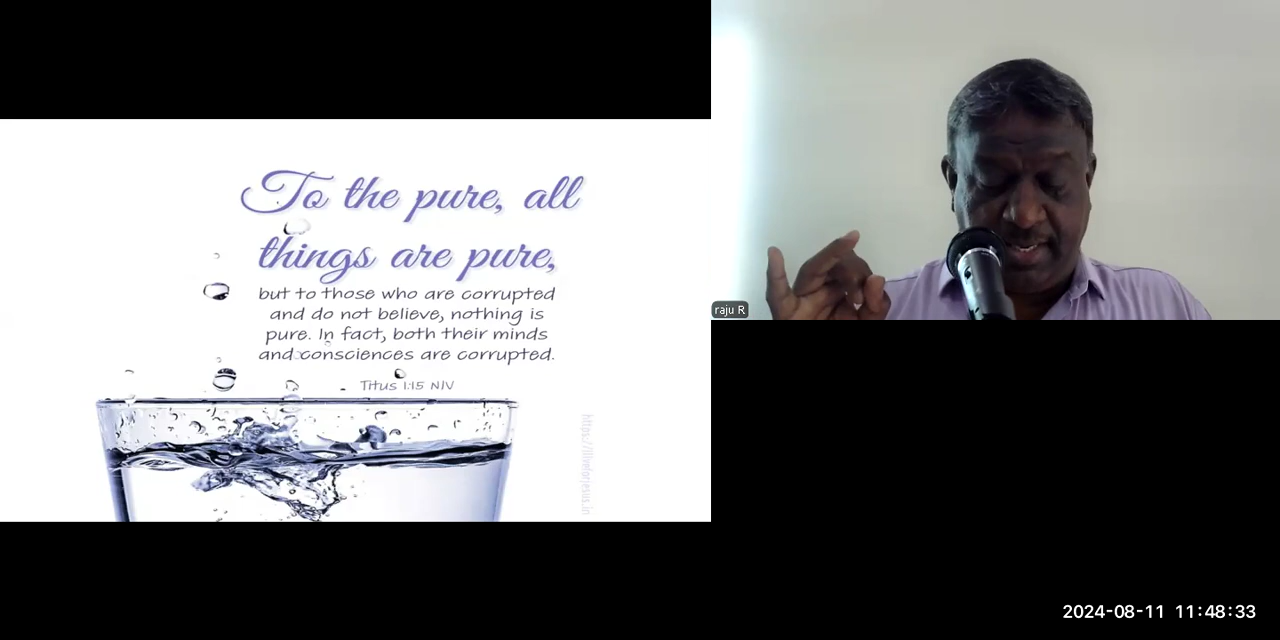 To the pure, all
things are pure,
but to those who are corrupted
and do not believe, nothing is
pure. In fact, both their minds
and consciences are corrupted.
Titus 1:15 NIV
raju R
2024-08-11 11:48:33